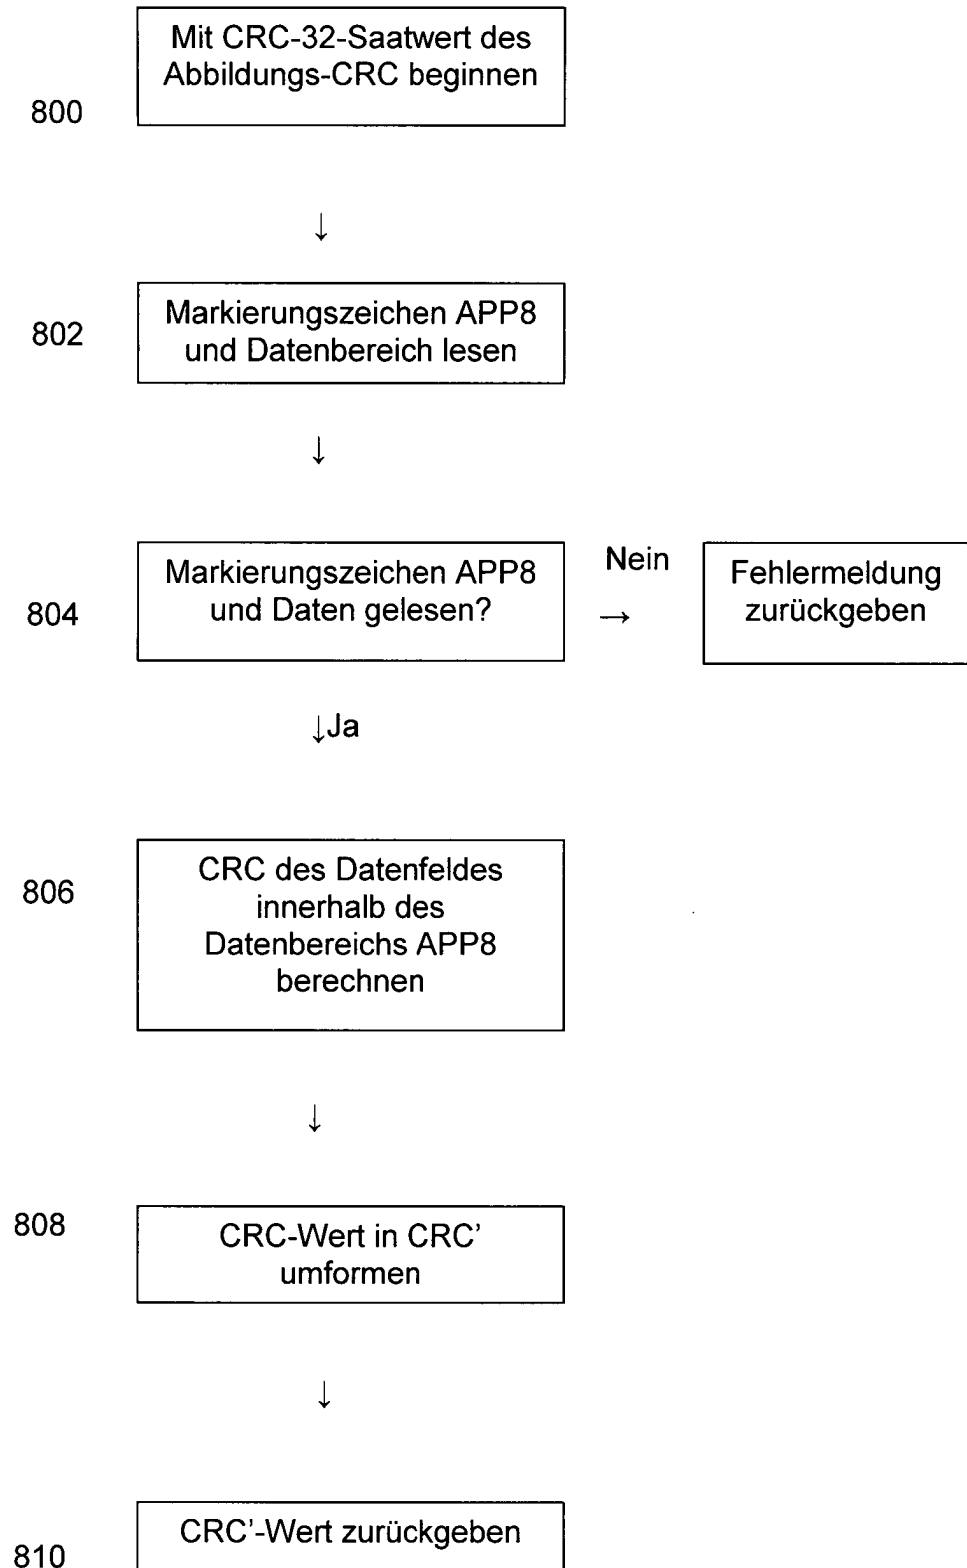 Mit CRC-32-Saatwert des
Abbildungs-CRC beginnen
800
↓
802
Markierungszeichen APP8
und Datenbereich lesen
↓
804
Markierungszeichen APP8
und Daten gelesen?
Nein
→
Fehlermeldung
zurückgeben
↓Ja
806
CRC des Datenfeldes
innerhalb des
Datenbereichs APP8
berechnen
↓
808
CRC-Wert in CRC’
umformen
↓
CRC’-Wert zurückgeben
810